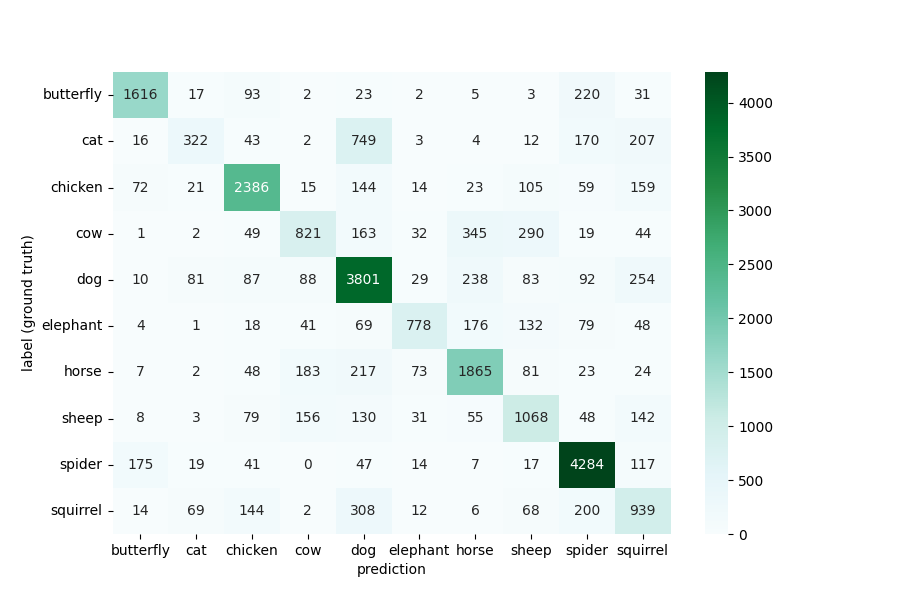 butterfly 1616 17 93 2 23 2 5 3 220 31
cat 16 322 43 2 749 3 4 12 170 207
chicken 72 21 2386 15 144 14 23 105 59 159
cow 1 2 49 821 163 32 345 290 19 44
dog 10 81 87 88 3801 29 238 83 92 254
elephant 4 1 18 41 69 778 176 132 79 48
horse 7 2 48 183 217 73 1865 81 23 24
sheep 8 3 79 156 130 31 55 1068 48 142
spider 175 19 41 0 47 14 7 17 4284 117
squirrel 14 69 144 2 308 12 6 68 200 939
butterfly cat chicken cow dog elephant horse sheep spider squirrel
prediction
label (ground truth)
4000
3500
3000
2500
2000
1500
1000
500
0